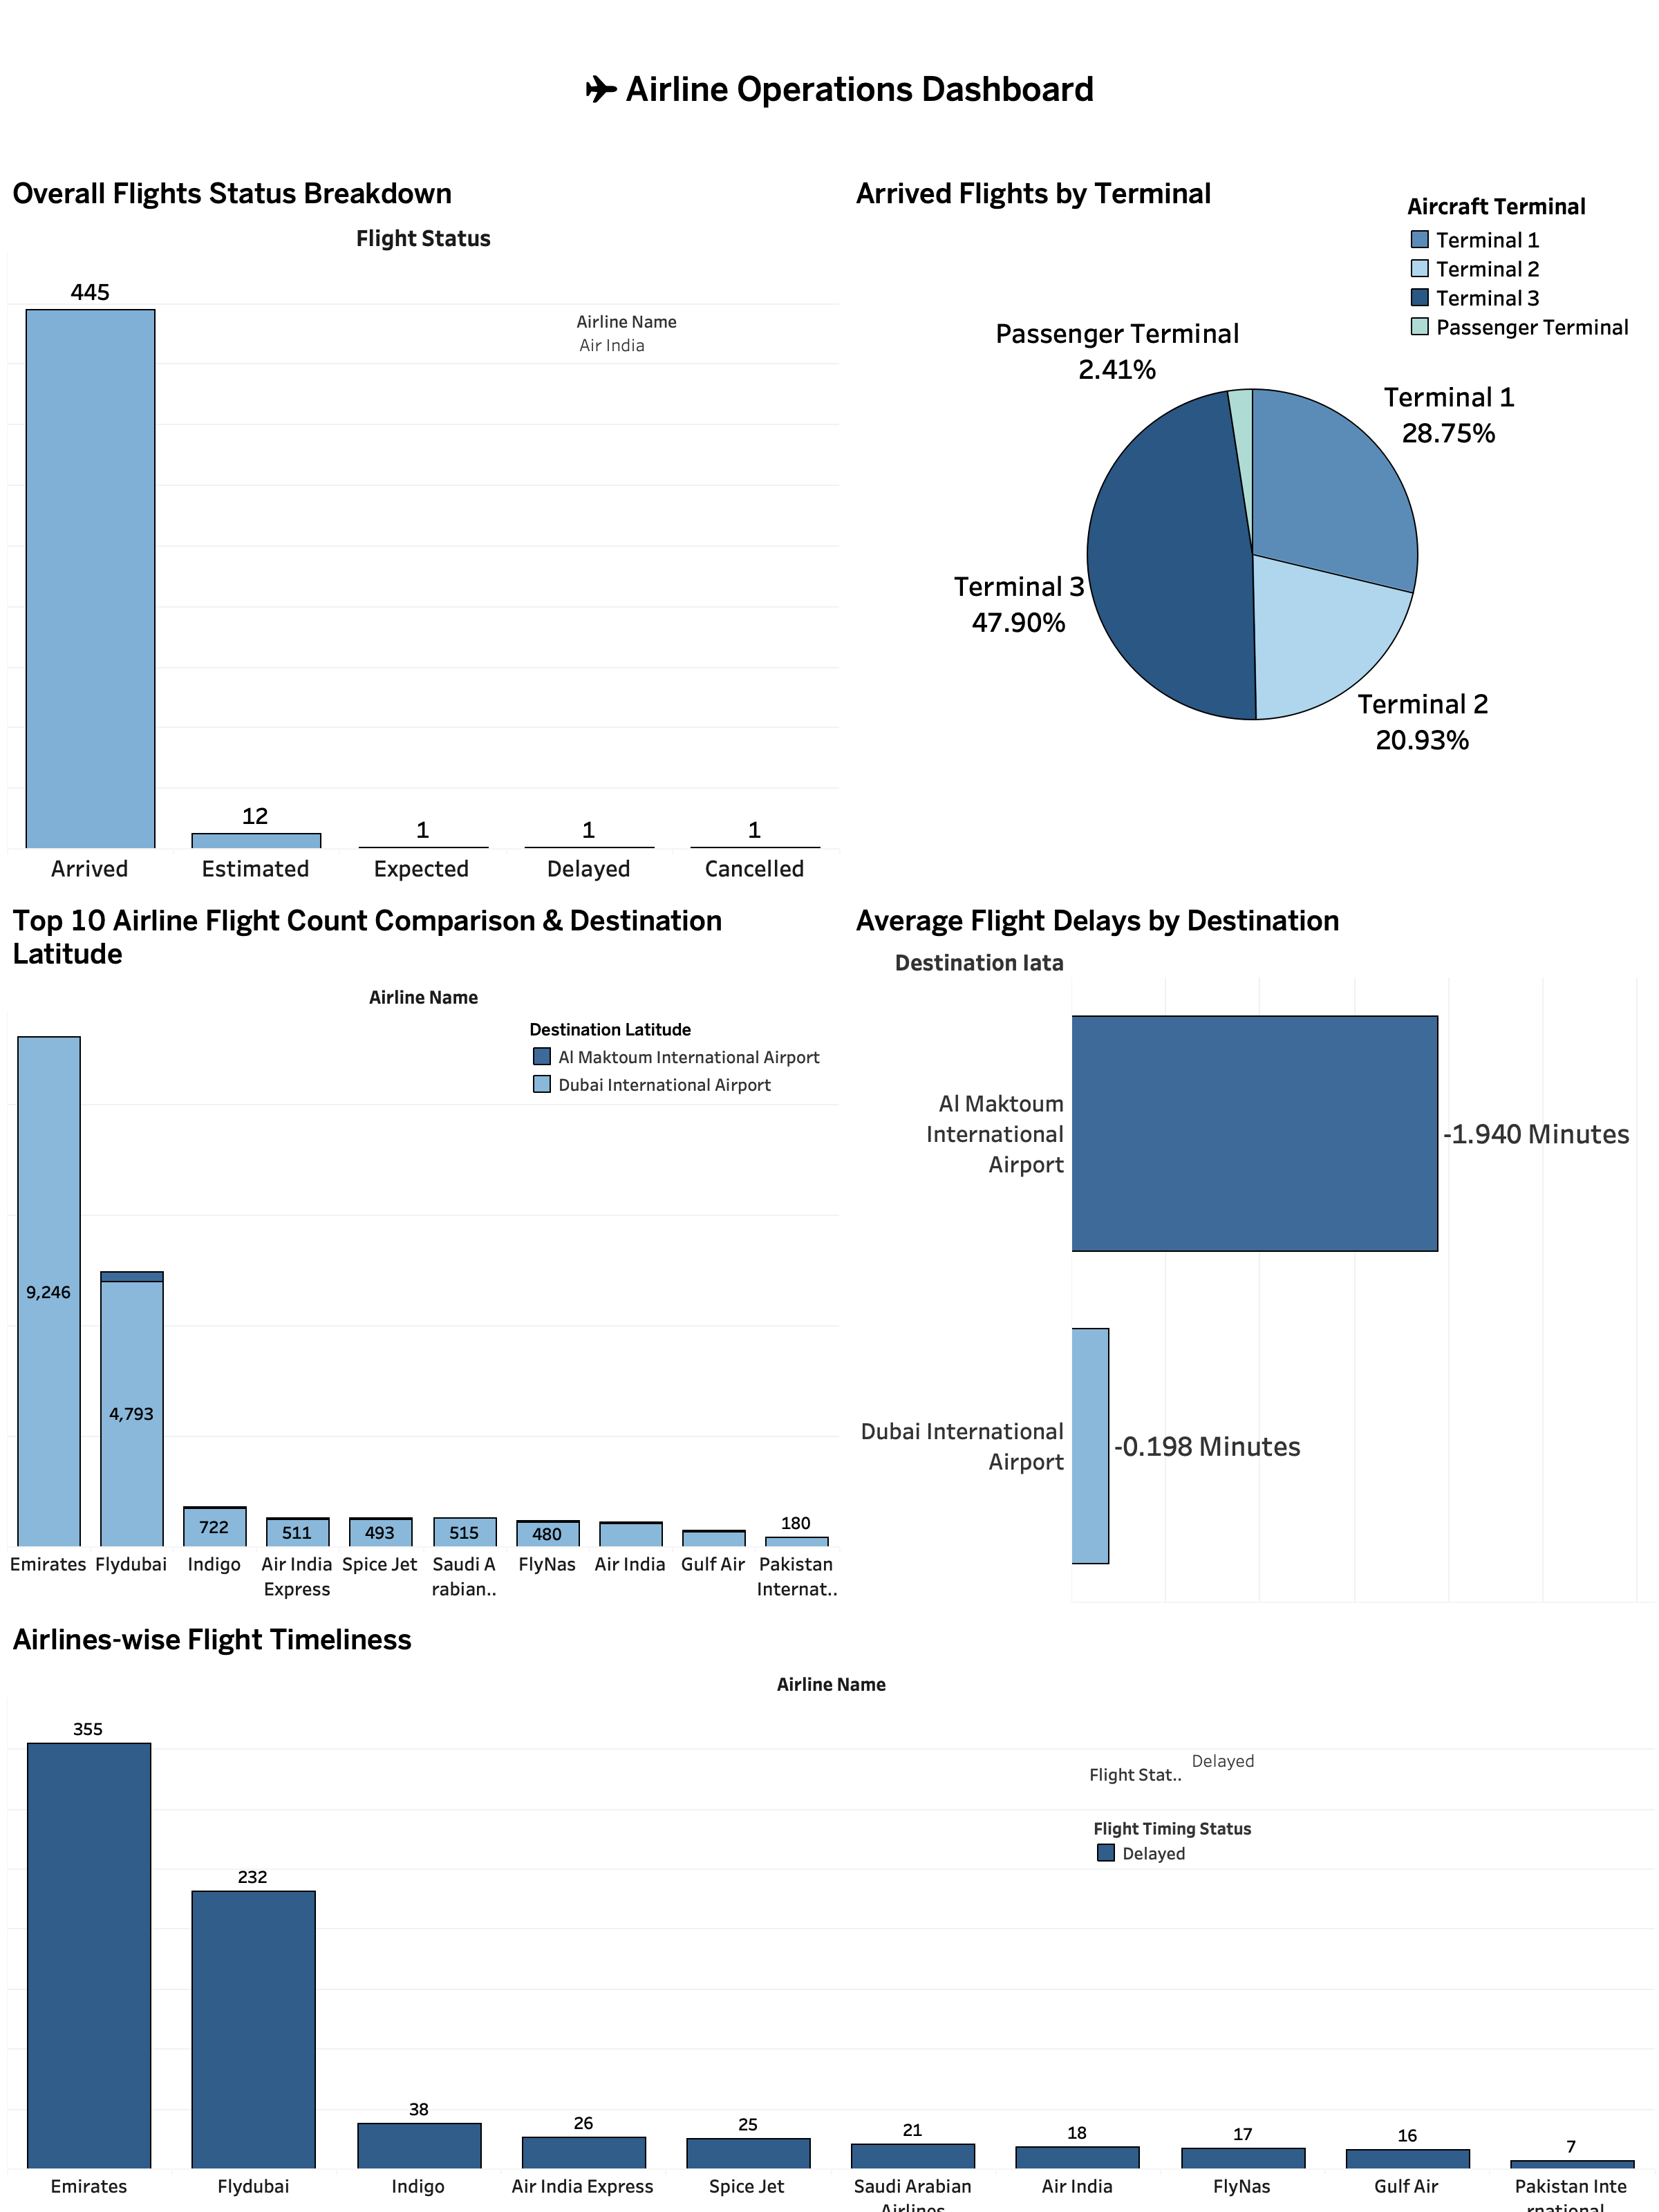 ✈ Airline Operations Dashboard
Overall Flights Status Breakdown
Flight Status
445
Airline Name
Air India
12
1
1
1
Arrived
Estimated
Expected
Delayed
Cancelled
Arrived Flights by Terminal
Aircraft Terminal
Terminal 1
Terminal 2
Terminal 3
Passenger Terminal
Passenger Terminal
2.41%
Terminal 1
28.75%
Terminal 3
47.90%
Terminal 2
20.93%
Top 10 Airline Flight Count Comparison & Destination
Latitude
Airline Name
Destination Latitude
Al Maktoum International Airport
Dubai International Airport
9,246
4,793
722
511
493
515
480
180
Emirates
Flydubai
Indigo
Air India
Express
Spice Jet
Saudi A
rabian..
FlyNas
Air India
Gulf Air
Pakistan
Internat..
Average Flight Delays by Destination
Destination Iata
Al Maktoum
International
Airport
-1.940 Minutes
Dubai International
Airport
-0.198 Minutes
Airlines-wise Flight Timeliness
Airline Name
355
232
38
26
25
21
18
17
16
7
Flight Stat..
Delayed
Flight Timing Status
Delayed
Emirates
Flydubai
Indigo
Air India Express
Spice Jet
Saudi Arabian
Airlines
Air India
FlyNas
Gulf Air
Pakistan Inte
rnational